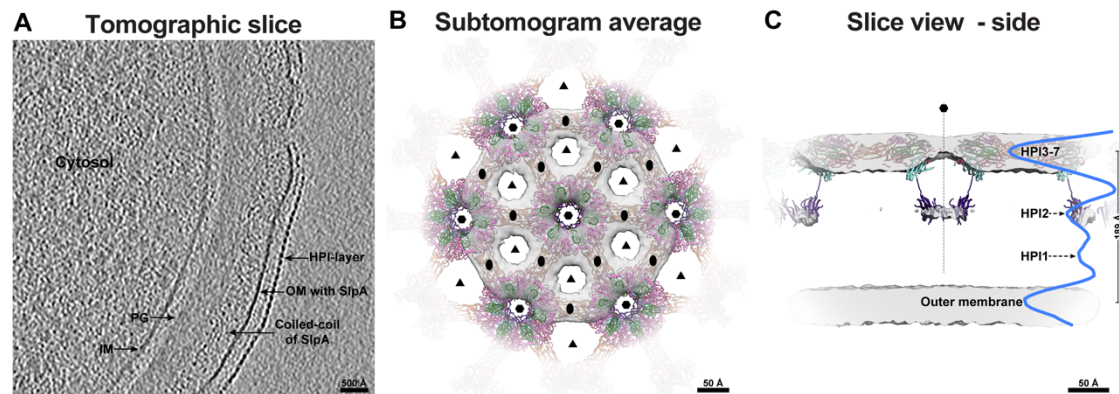 A
Tomographic slice
Cytosol
HPI-layer
OM with SlpA
PG
Coiled-coil
of SlpA
IM
500 Å
B
Subtomogram average
50 Å
C
Slice view - side
HPI3-7
HPI2
189 Å
HPI1
Outer membrane
50 Å